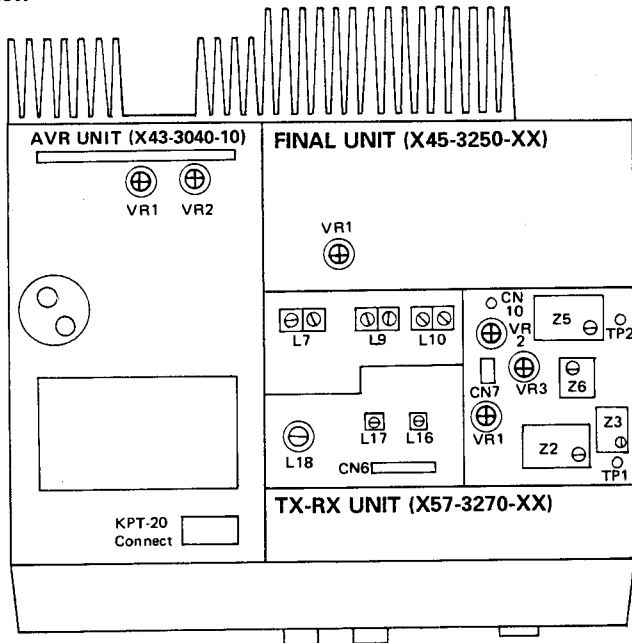 AVR UNIT (X43-3040-10)
VR1
VR2
FINAL UNIT (X45-3250-XX)
VR1
L7
L9
L10
CN
10
VR
2
Z5
TP2
CN7
VR3
Z6
VR1
Z2
Z3
TP1
L18
L17
L16
CN6
KPT-20
Connect
TX-RX UNIT (X57-3270-XX)